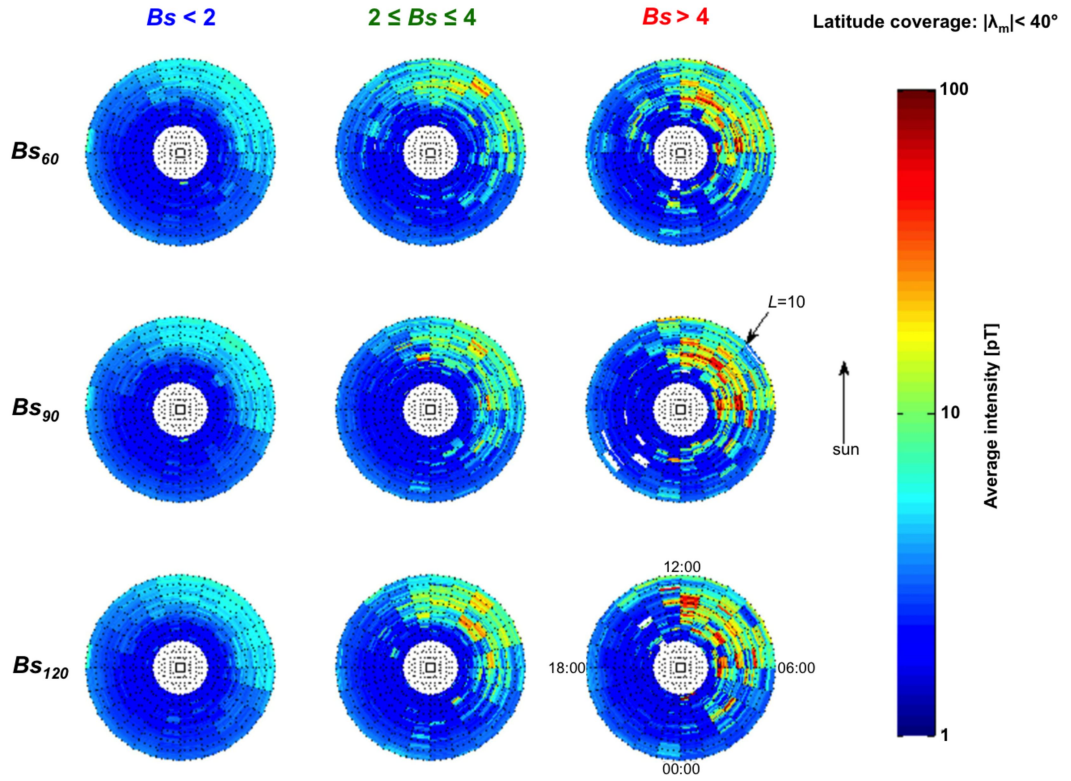 Bs < 2
2 ≤ Bs ≤ 4
Bs > 4
Latitude coverage: |λm|< 40°
Bs60
Bs90
Bs120
L=10
sun
12:00
18:00
06:00
00:00
100
10
1
Average intensity [pT]